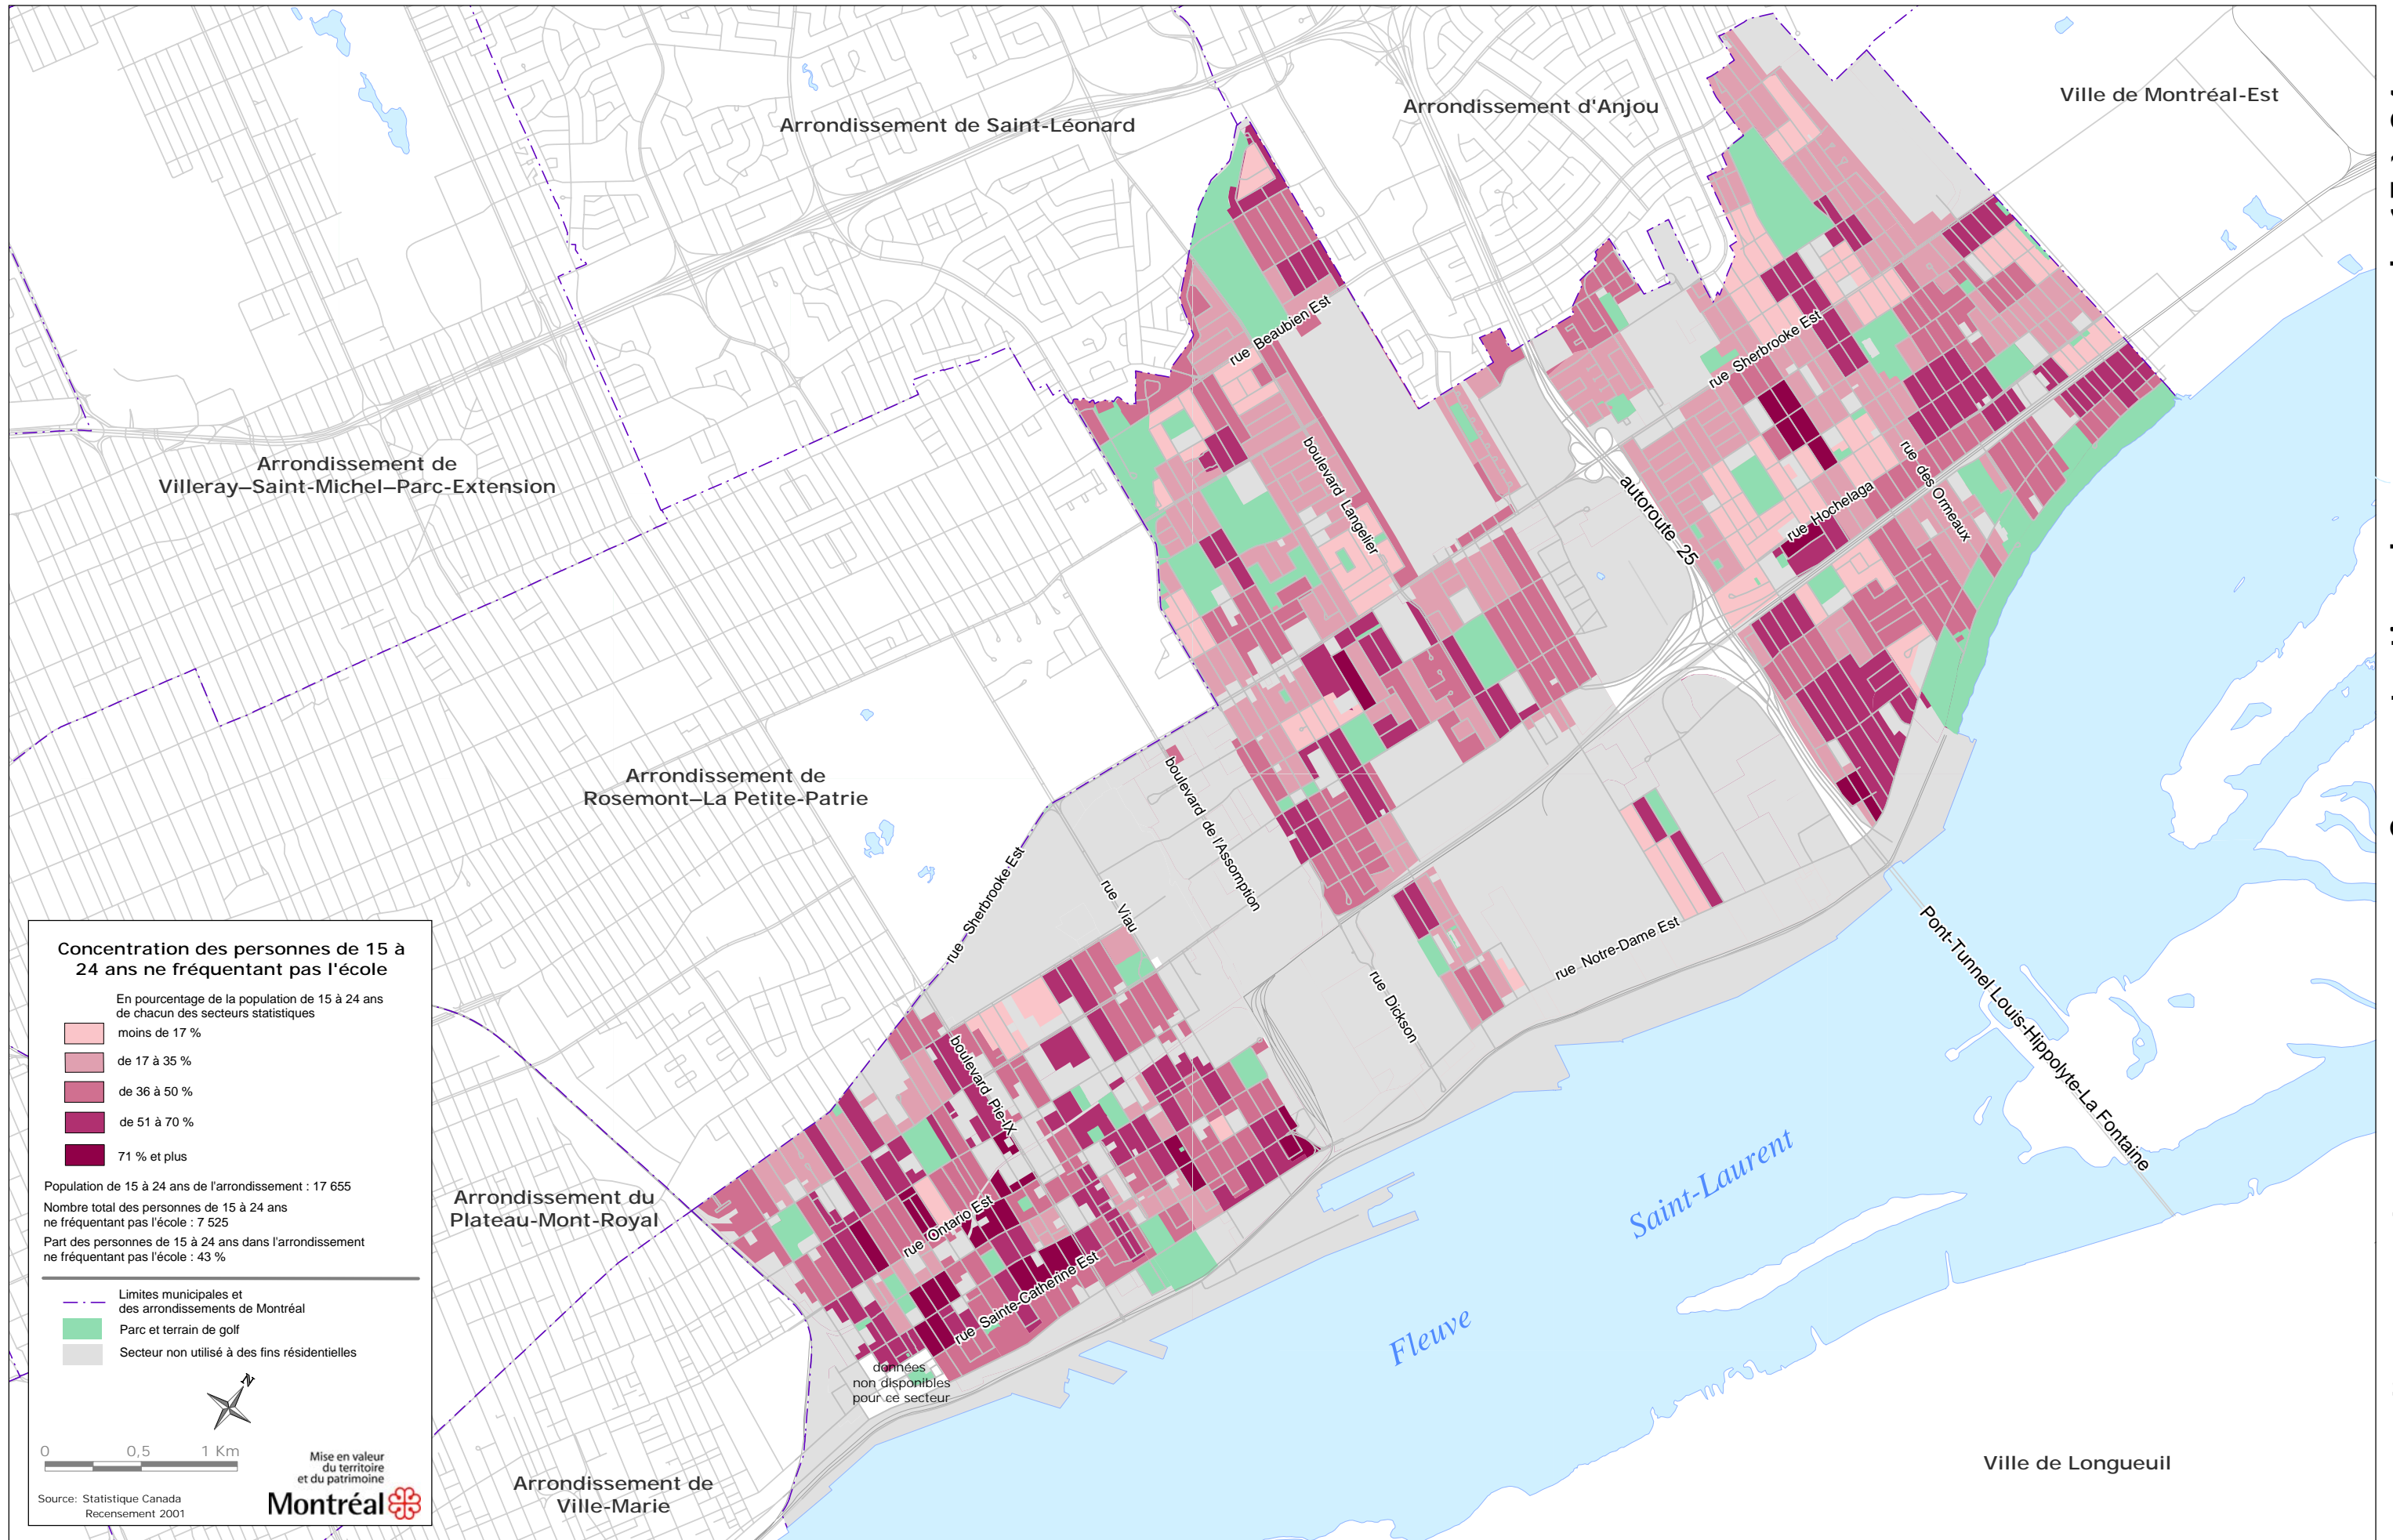 Arrondissement de Saint-Léonard
Arrondissement d'Anjou
Ville de Montréal-Est
Arrondissement de
Villeray–Saint-Michel–Parc-Extension
Arrondissement de
Rosemont–La Petite-Patrie
Arrondissement du
Plateau-Mont-Royal
Arrondissement de
Ville-Marie
Ville de Longueuil
rue Beaubien Est
boulevard Langelier
rue Sherbrooke Est
autoroute 25
rue des Ormeaux
rue Hochelaga
boulevard de l'Assomption
rue Sherbrooke Est
rue Viau
rue Dickson
rue Notre-Dame Est
Pont-Tunnel Louis-Hippolyte-La Fontaine
boulevard Pie-IX
rue Ontario Est
rue Sainte-Catherine Est
données
non disponibles
pour ce secteur
Fleuve
Saint-Laurent
Concentration des personnes de 15 à
24 ans ne fréquentant pas l'école
En pourcentage de la population de 15 à 24 ans
de chacun des secteurs statistiques
moins de 17 %
de 17 à 35 %
de 36 à 50 %
de 51 à 70 %
71 % et plus
Population de 15 à 24 ans de l'arrondissement : 17 655
Nombre total des personnes de 15 à 24 ans
ne fréquentant pas l'école : 7 525
Part des personnes de 15 à 24 ans dans l'arrondissement
ne fréquentant pas l'école : 43 %
Limites municipales et
des arrondissements de Montréal
Parc et terrain de golf
Secteur non utilisé à des fins résidentielles
N
0 0,5 1 Km
Mise en valeur
du territoire
et du patrimoine
Montréal
Source: Statistique Canada
Recensement 2001